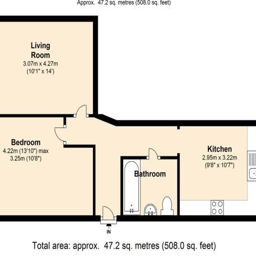 Approx. 47.2 sq. metres (508.0 sq. feet)
Living
Room
3.07m x 4.27m
(10'1" x 14')
Bedroom
4.22m (13'10") max
3.25m (10'8")
Bathroom
Kitchen
2.95m x 3.22m
(9'8" x 10'7")
IN
Total area: approx. 47.2 sq. metres (508.0 sq. feet)